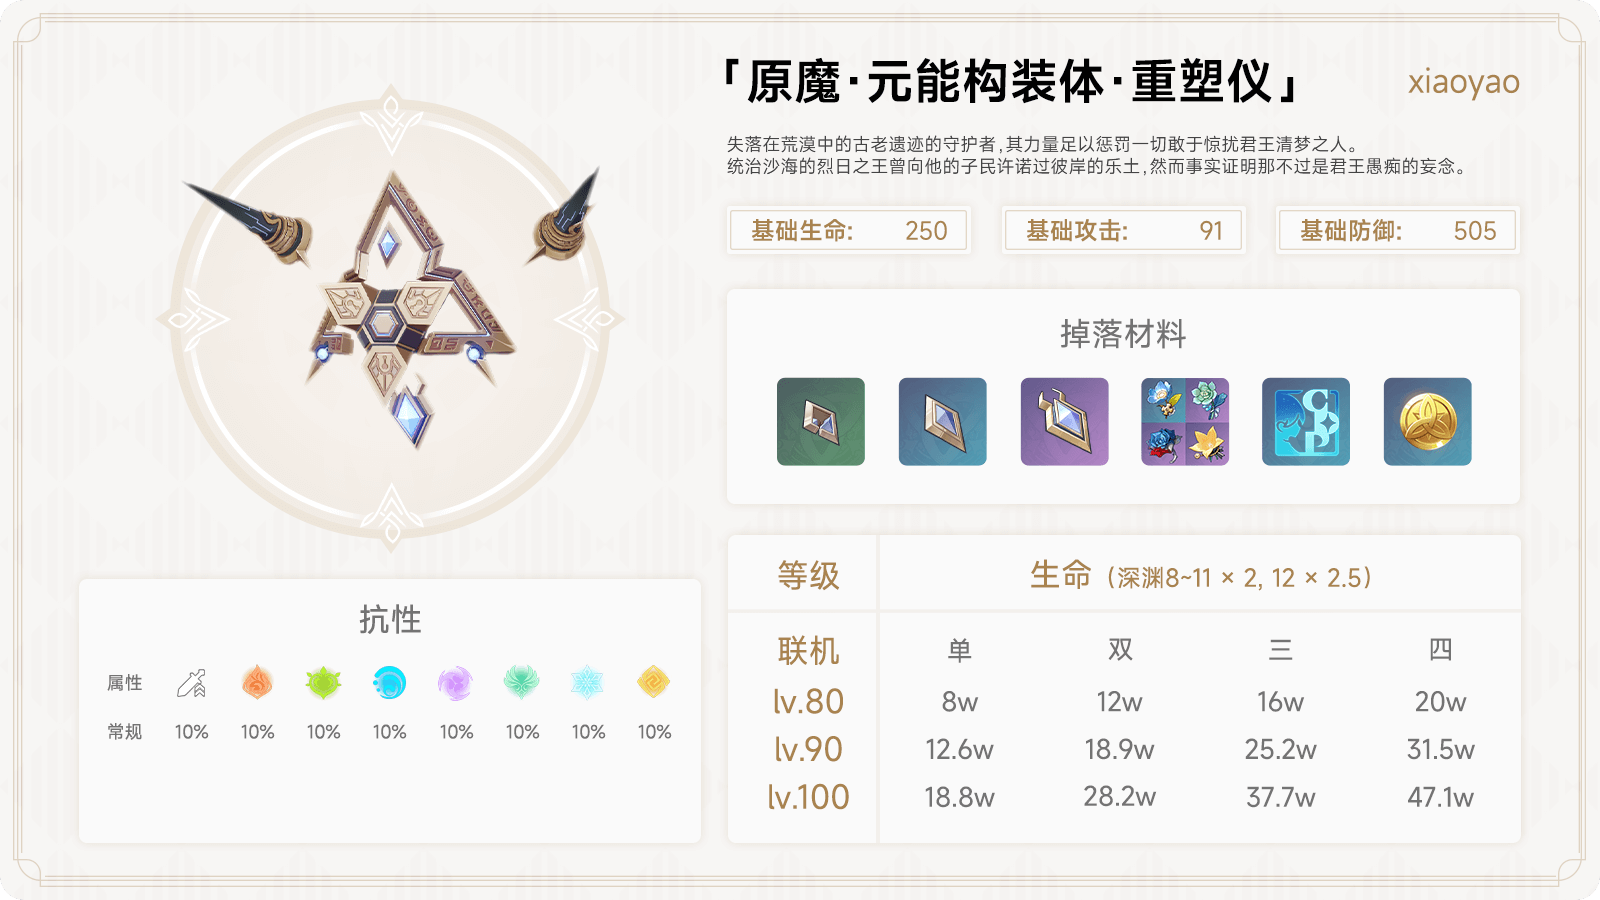 「原魔·元能构装体·重塑仪」
xiaoyao
失落在荒漠中的古老遗迹的守护者,其力量足以惩罚一切敢于惊扰君王清梦之人。
统治沙海的烈日之王曾向他的子民许诺过彼岸的乐土,然而事实证明那不过是君王愚痴的妄念。
基础生命: 250
基础攻击: 91
基础防御: 505
掉落材料
抗性
属性
常规 10% 10% 10% 10% 10% 10% 10% 10%
等级 生命（深渊8~11 × 2, 12 × 2.5）
联机 单 双 三 四
lv.80 8w 12w 16w 20w
lv.90 12.6w 18.9w 25.2w 31.5w
lv.100 18.8w 28.2w 37.7w 47.1w